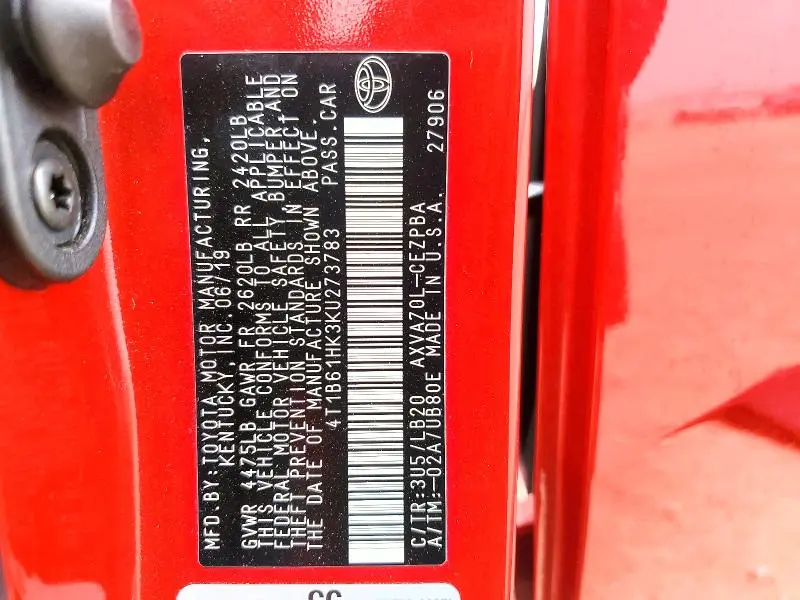 MFD.BY:TOYOTA MOTOR MANUFACTURING,
KENTUCKY, INC. 06/19
GVWR 4475LB GAWR FR 2620LB RR 2420LB
THIS VEHICLE CONFORMS TO ALL APPLICABLE
FEDERAL MOTOR VEHICLE SAFETY BUMPER,AND
THEFT PREVENTION STANDARDS IN EFFECT ON
THE DATE OF MANUFACTURE SHOWN ABOVE.
4T1B61HK3KU273783 PASS.CAR
C/TR:3U5/LB20 AXVA70L-CEZPBA
A/TM:-02A/UB80E MADE IN U.S.A. 27906